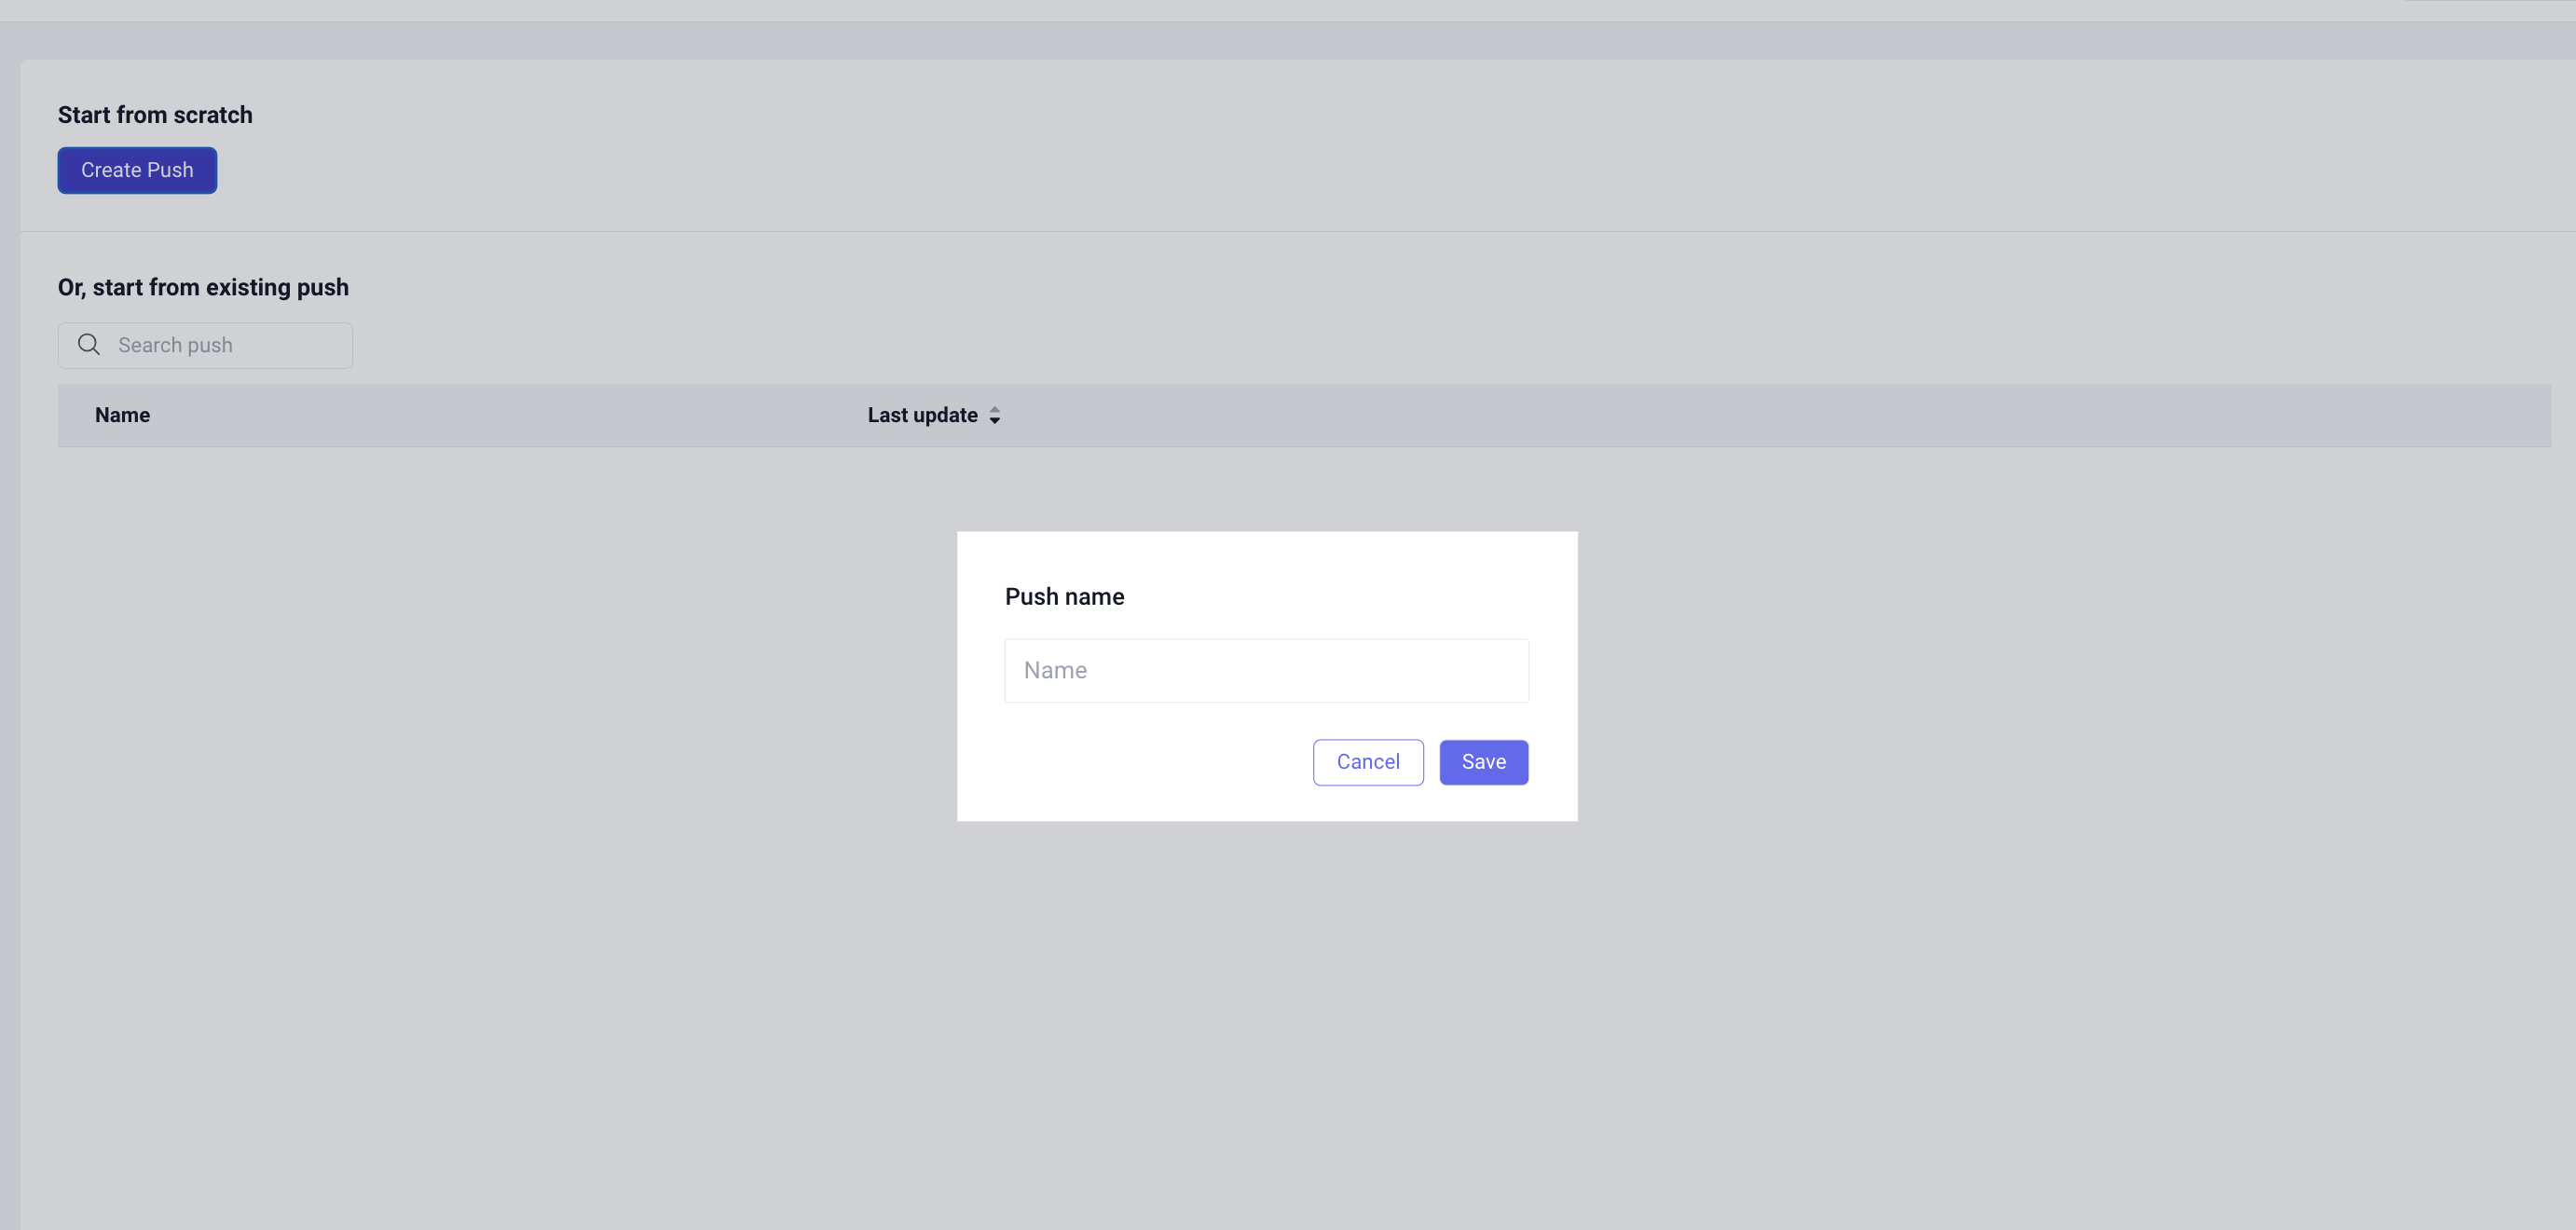 Start from scratch
Create Push
Or, start from existing push
Search push
Name
Last update
Push name
Name
Cancel
Save